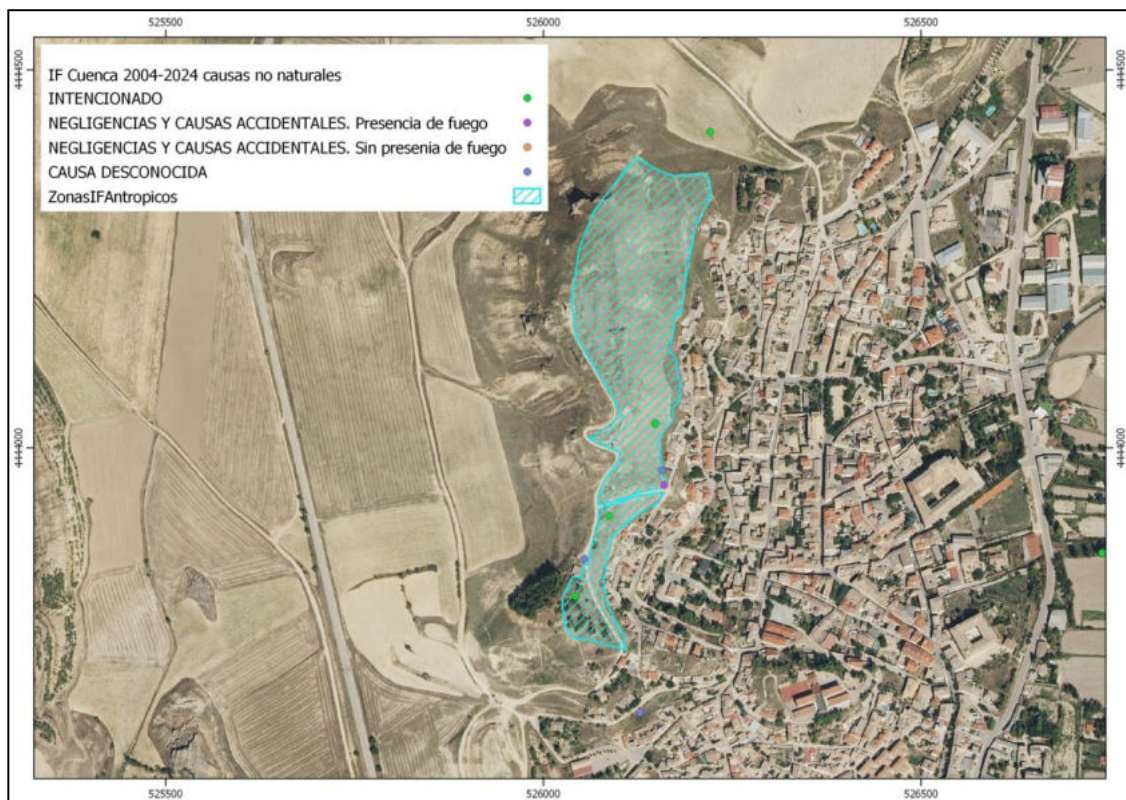 525500 526000 526500
4444500 4444500
IF Cuenca 2004-2024 causas no naturales
INTENCIONADO
NEGLIGENCIAS Y CAUSAS ACCIDENTALES. Presencia de fuego
NEGLIGENCIAS Y CAUSAS ACCIDENTALES. Sin presenia de fuego
CAUSA DESCONOCIDA
ZonasIFAntropicos
4444000 4444000
525500 526000 526500